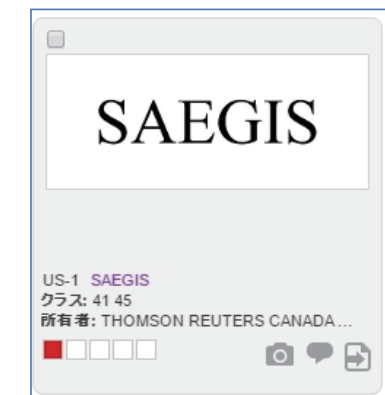 SAEGIS
US-1 SAEGIS
クラス: 41 45
所有者: THOMSON REUTERS CANADA ...